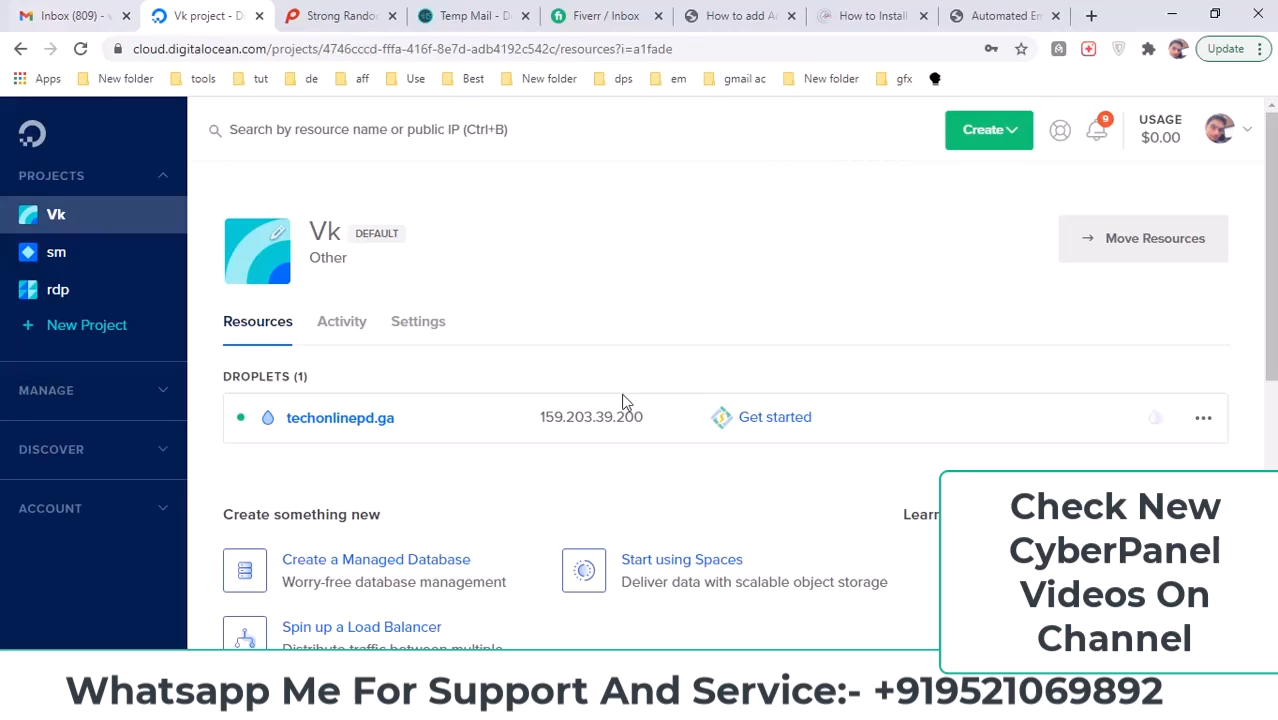 Inbox (809) - v
Vk project - D
Strong Rando
Temp Mail - D
Fiverr / Inbox
How to add A
How to Install
Automated Em
cloud.digitalocean.com/projects/4746cccd-fffa-416f-8e7d-adb4192c542c/resources?i=a1fade
Update
Apps
New folder
tools
tut
de
aff
Use
Best
New folder
dps
em
gmail ac
New folder
gfx
Search by resource name or public IP (Ctrl+B)
Create
9
USAGE
$0.00
PROJECTS
Vk
sm
rdp
+ New Project
MANAGE
DISCOVER
ACCOUNT
Vk
DEFAULT
Other
→ Move Resources
Resources
Activity
Settings
DROPLETS (1)
techonlinepd.ga
159.203.39.200
Get started
Create something new
Learn
Create a Managed Database
Worry-free database management
Start using Spaces
Deliver data with scalable object storage
Spin up a Load Balancer
Distribute traffic between multiple
Check New
CyberPanel
Videos On
Channel
Whatsapp Me For Support And Service:- +919521069892